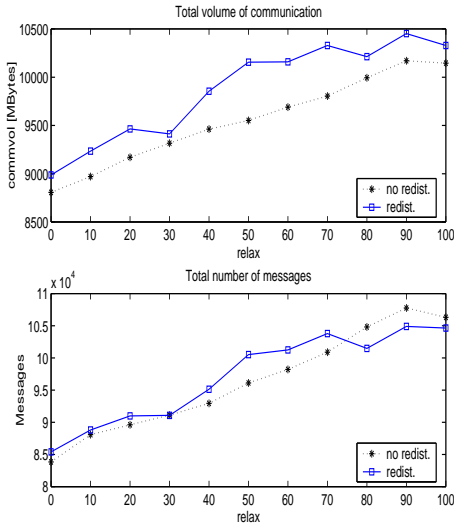 Total volume of communication
commvol [MBytes]
10500
10000
9500
9000
8500
no redist.
redist.
0 10 20 30 40 50 60 70 80 90 100
relax
Total number of messages
x 10^4
Messages
11
10.5
10
9.5
9
8.5
8
no redist.
redist.
0 10 20 30 40 50 60 70 80 90 100
relax